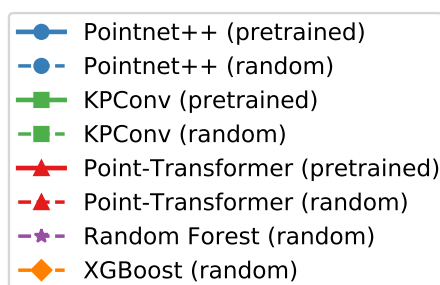 Pointnet++ (pretrained)
Pointnet++ (random)
KPConv (pretrained)
KPConv (random)
Point-Transformer (pretrained)
Point-Transformer (random)
Random Forest (random)
XGBoost (random)